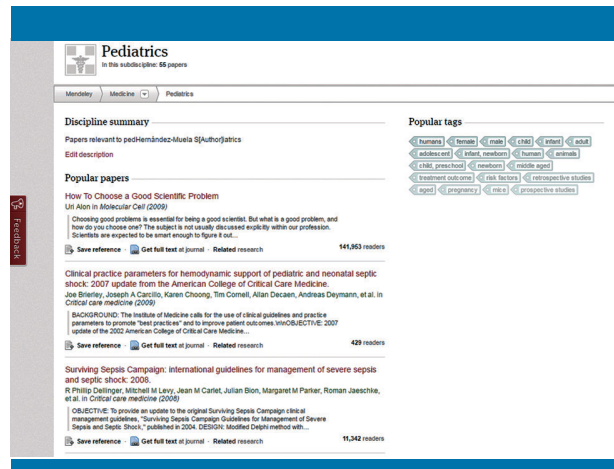 Pediatrics
In this subdiscipline: 55 papers
Mendeley Medicine Pediatrics
Discipline summary
Papers relevant to pedHernàndez-Muela S[Author]iatrics
Edit description
Popular papers
How To Choose a Good Scientific Problem
Uri Alon in Molecular Cell (2009)
Choosing good problems is essential for being a good scientist. But what is a good problem, and
how do you choose one? The subject is not usually discussed explicitly within our profession.
Scientists are expected to be smart enough to figure it out...
Save reference · Get full text at journal · Related research
141,953 readers
Clinical practice parameters for hemodynamic support of pediatric and neonatal septic
shock: 2007 update from the American College of Critical Care Medicine.
Joe Brierley, Joseph A Carcillo, Karen Choong, Tim Cornell, Allan Decaen, Andreas Deymann, et al. in
Critical care medicine (2009)
BACKGROUND: The Institute of Medicine calls for the use of clinical guidelines and practice
parameters to promote "best practices" and to improve patient outcomes.\n\nOBJECTIVE: 2007
update of the 2002 American College of Critical Care Medicine...
Save reference · Get full text at journal · Related research
429 readers
Surviving Sepsis Campaign: international guidelines for management of severe sepsis
and septic shock: 2008.
R Phillip Dellinger, Mitchell M Levy, Jean M Carlet, Julian Bion, Margaret M Parker, Roman Jaeschke,
et al. in Critical care medicine (2008)
OBJECTIVE: To provide an update to the original Surviving Sepsis Campaign clinical
management guidelines, "Surviving Sepsis Campaign Guidelines for Management of Severe
Sepsis and Septic Shock," published in 2004. DESIGN: Modified Delphi method with...
Save reference · Get full text at journal · Related research
11,342 readers
Popular tags
humans female male child infant adult
adolescent infant, newborn human animals
child, preschool newborn middle aged
treatment outcome risk factors retrospective studies
aged pregnancy mice prospective studies
Feedback